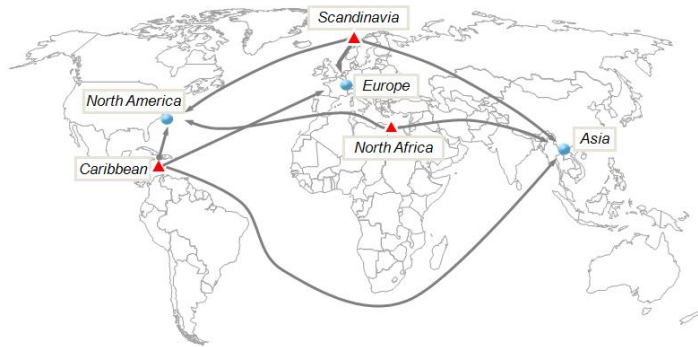 Scandinavia
Europe
North America
Asia
North Africa
Caribbean